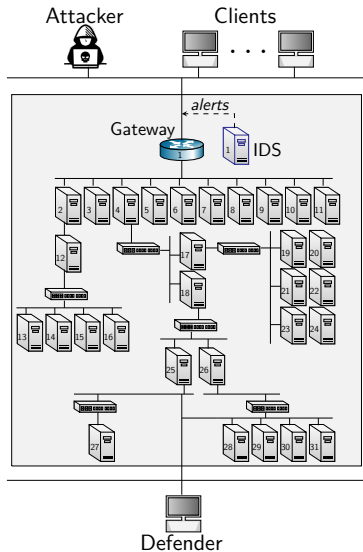 Attacker Clients
alerts
Gateway
1 1 IDS
2 3 4 5 6 7 8 9 10 11
12 17 19 20
18 21 22
13 14 15 16 23 24
25 26
27 28 29 30 31
Defender